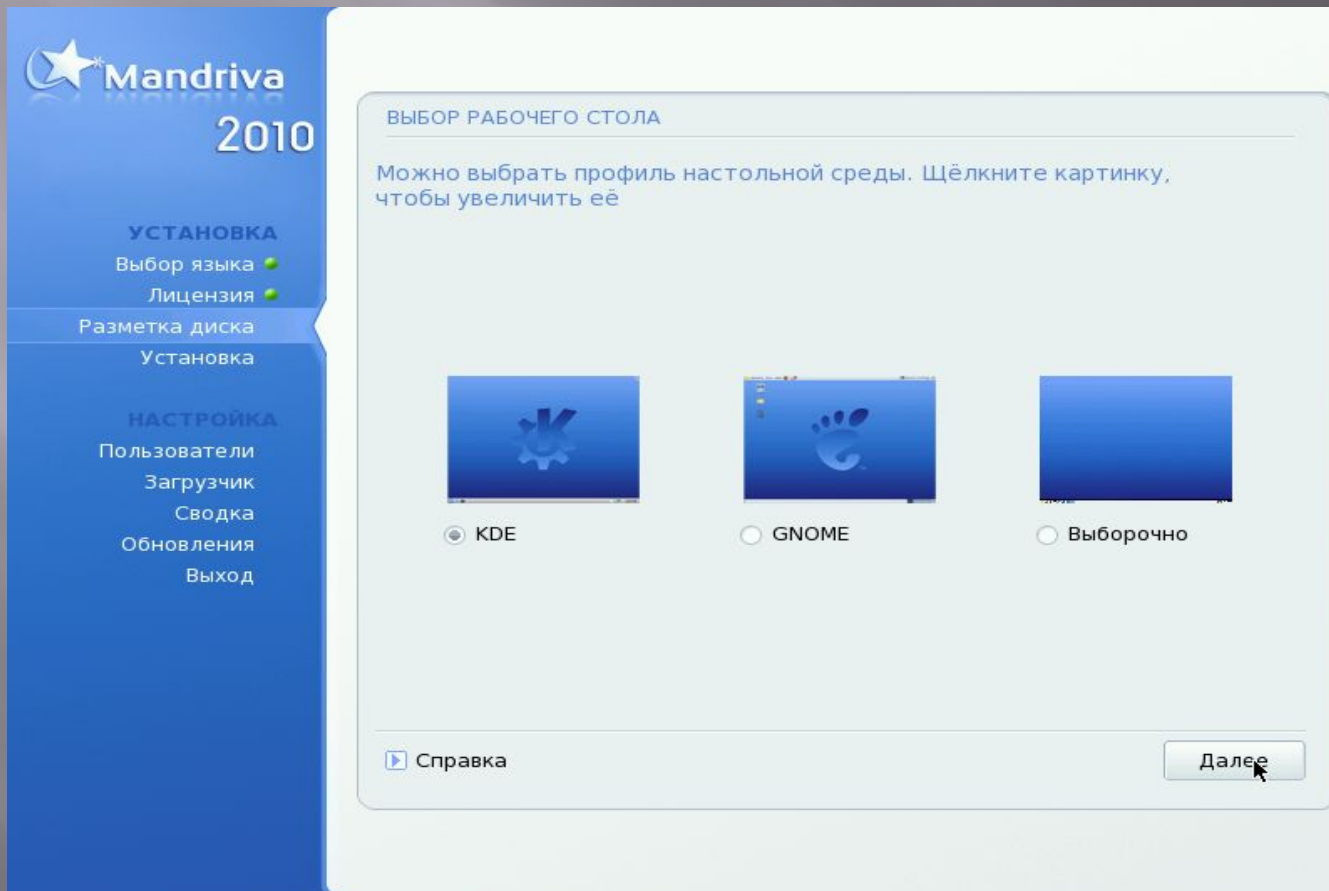 Mandriva
2010
УСТАНОВКА
Выбор языка
Лицензия
Разметка диска
Установка
НАСТРОЙКА
Пользователи
Загрузчик
Сводка
Обновления
Выход
ВЫБОР РАБОЧЕГО СТОЛА
Можно выбрать профиль настольной среды. Щёлкните картинку,
чтобы увеличить её
KDE
GNOME
Выборочно
Справка
Далее